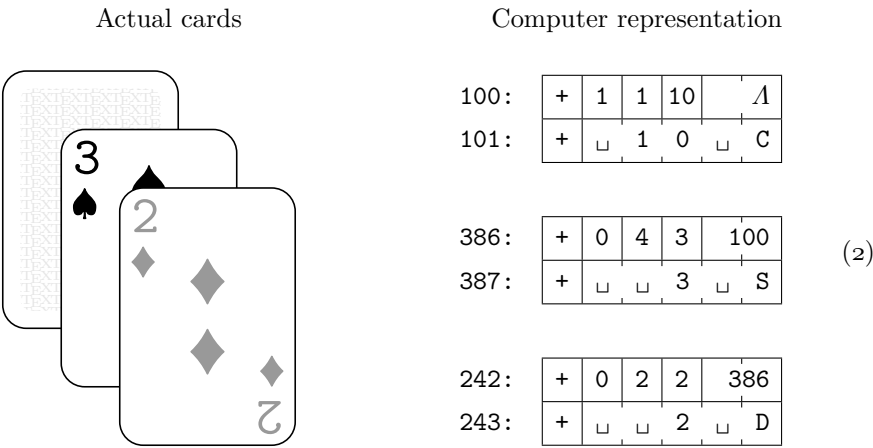 Actual cards
Computer representation
100: + 1 1 10 Λ
101: + ␣ 1 0 ␣ C
3
2
386: + 0 4 3 100
387: + ␣ ␣ 3 ␣ S
(2)
242: + 0 2 2 386
243: + ␣ ␣ 2 ␣ D
2